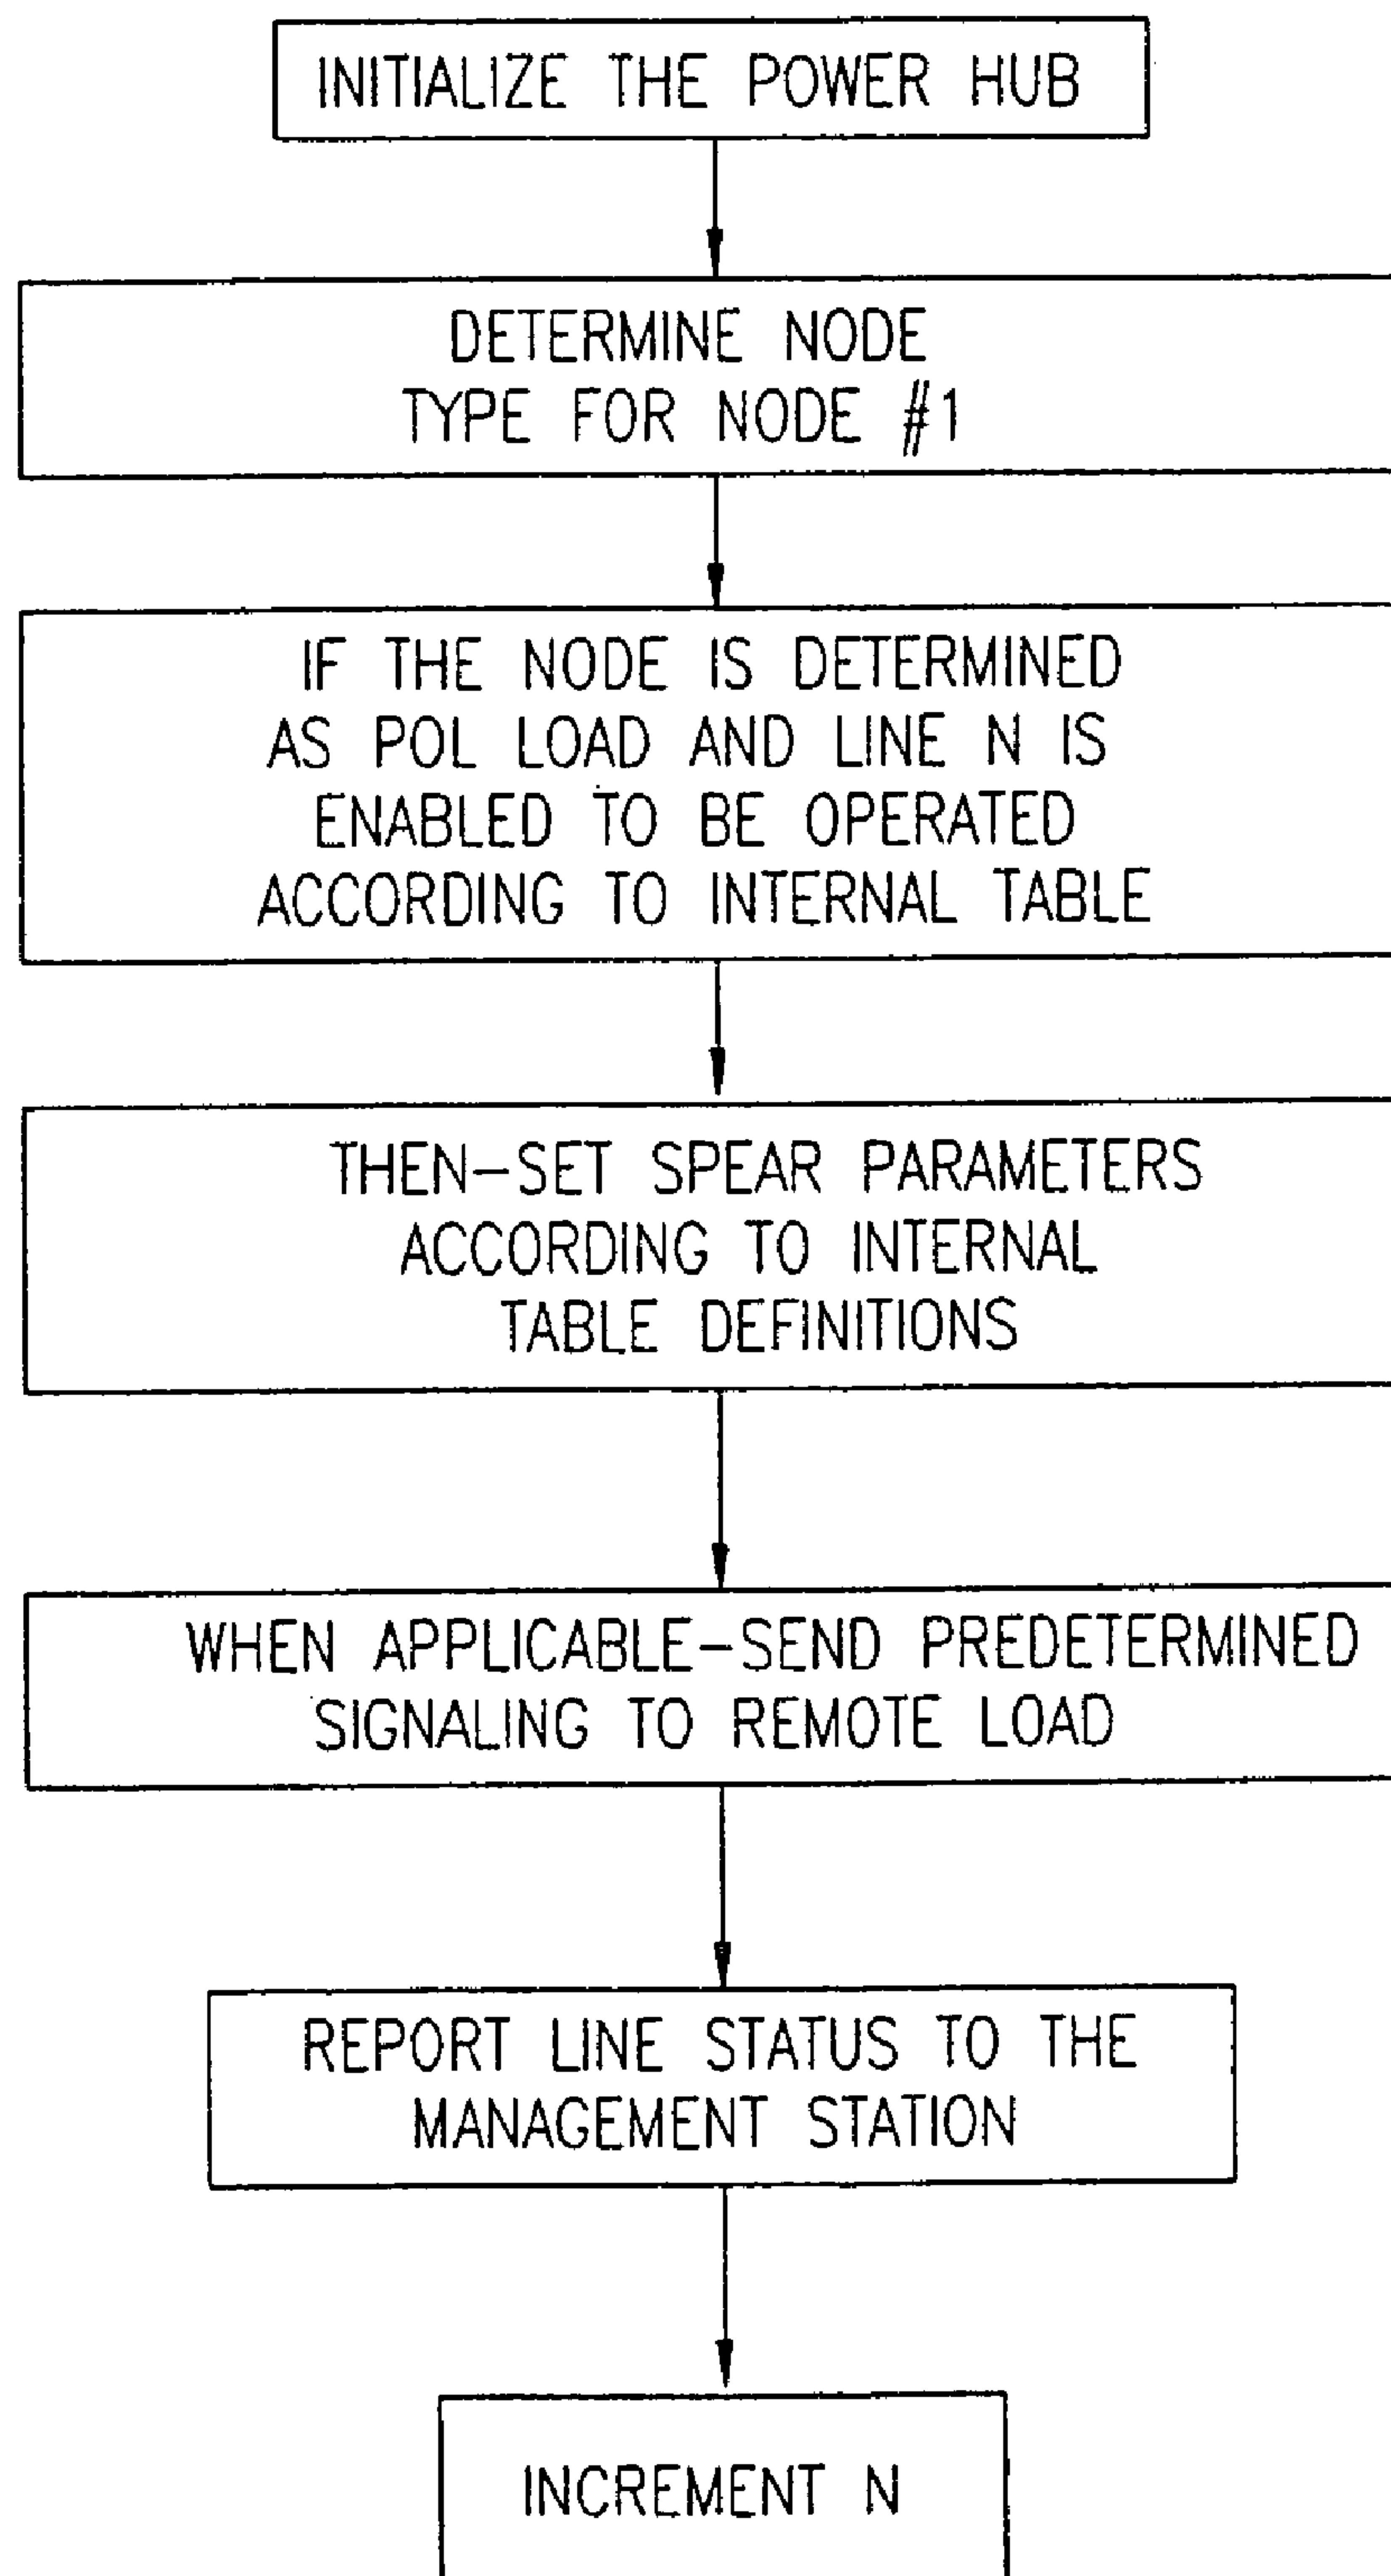 INITIALIZE THE POWER HUB
DETERMINE NODE
TYPE FOR NODE #1
IF THE NODE IS DETERMINED
AS POL LOAD AND LINE N IS
ENABLED TO BE OPERATED
ACCORDING TO INTERNAL TABLE
THEN-SET SPEAR PARAMETERS
ACCORDING TO INTERNAL
TABLE DEFINITIONS
WHEN APPLICABLE-SEND PREDETERMINED
SIGNALING TO REMOTE LOAD
REPORT LINE STATUS TO THE
MANAGEMENT STATION
INCREMENT N